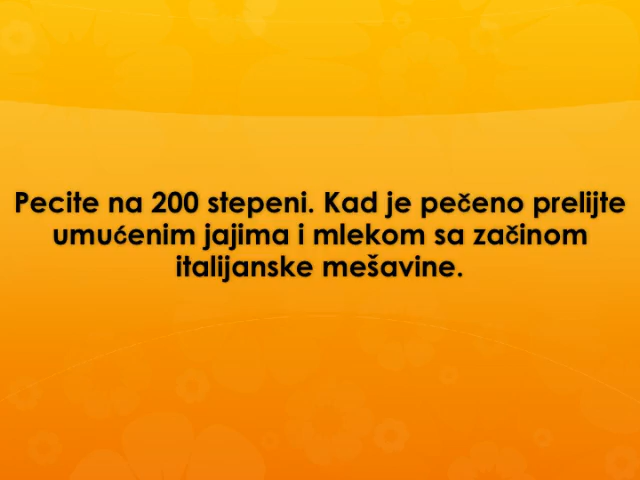 Pecite na 200 stepeni. Kad je pečeno prelijte
umućenim jajima i mlekom sa začinom
italijanske mešavine.